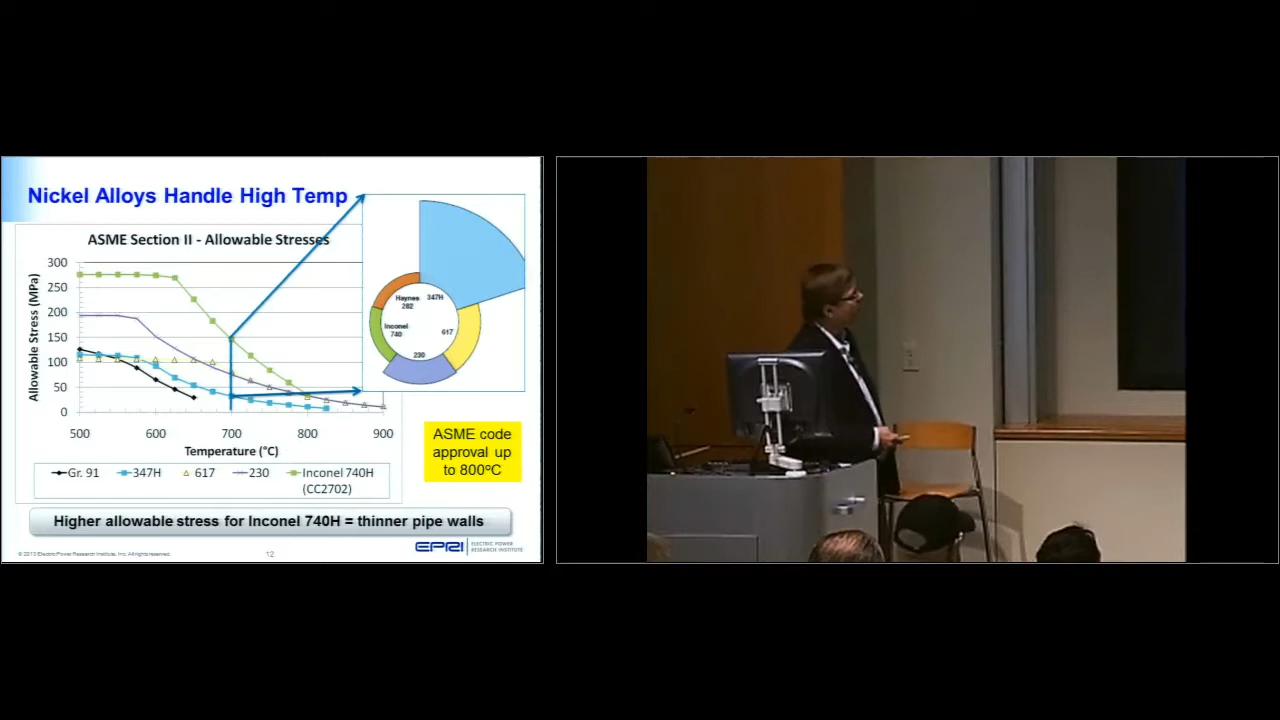 Nickel Alloys Handle High Temp
ASME Section II - Allowable Stresses
Allowable Stress (MPa)
300
250
200
150
100
50
0
500
600
700
800
900
Temperature (°C)
Gr. 91
347H
617
230
Inconel 740H
(CC2702)
Haynes
282
347H
Inconel
740
617
230
ASME code
approval up
to 800ºC
Higher allowable stress for Inconel 740H = thinner pipe walls
© 2013 Electric Power Research Institute, Inc. All rights reserved.
12
EPRI
ELECTRIC POWER
RESEARCH INSTITUTE